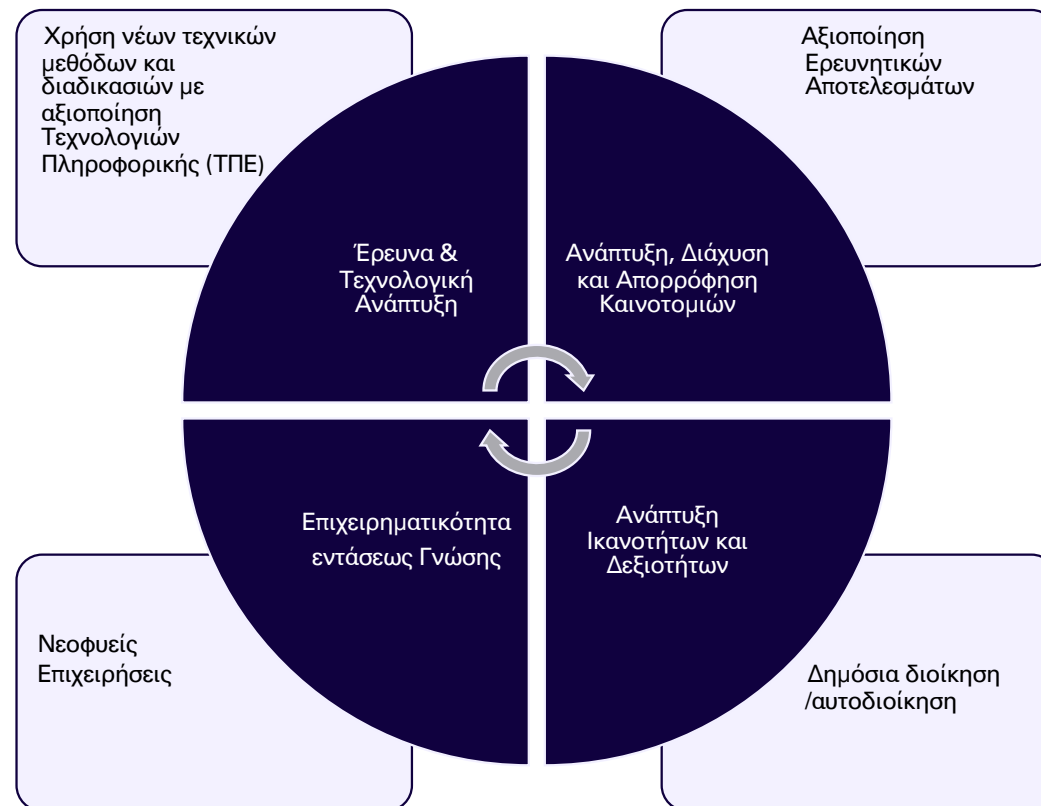 Χρήση νέων τεχνικών
μεθόδων και
διαδικασιών με
αξιοποίηση
Τεχνολογιών
Πληροφορικής (ΤΠΕ)
Αξιοποίηση
Ερευνητικών
Αποτελεσμάτων
Έρευνα &
Τεχνολογική
Ανάπτυξη
Ανάπτυξη, Διάχυση
και Απορρόφηση
Καινοτομιών
Επιχειρηματικότητα
εντάσεως Γνώσης
Ανάπτυξη
Ικανοτήτων και
Δεξιοτήτων
Νεοφυείς
Επιχειρήσεις
Δημόσια διοίκηση
/αυτοδιοίκηση